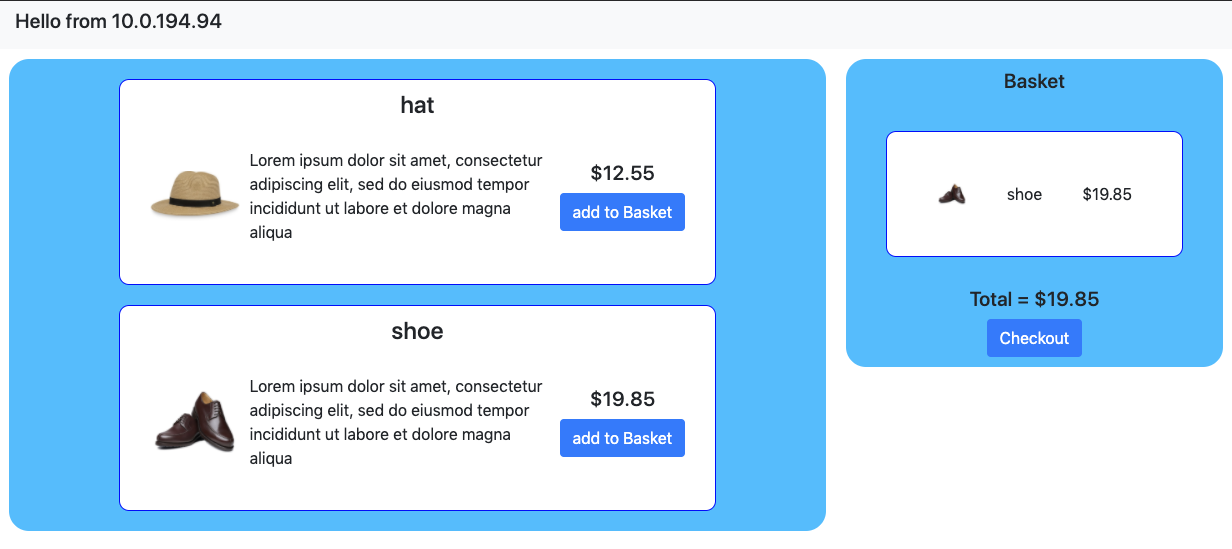 Hello from 10.0.194.94
hat
Lorem ipsum dolor sit amet, consectetur
adipiscing elit, sed do eiusmod tempor
incididunt ut labore et dolore magna
aliqua
$12.55
add to Basket
shoe
Lorem ipsum dolor sit amet, consectetur
adipiscing elit, sed do eiusmod tempor
incididunt ut labore et dolore magna
aliqua
$19.85
add to Basket
Basket
shoe $19.85
Total = $19.85
Checkout